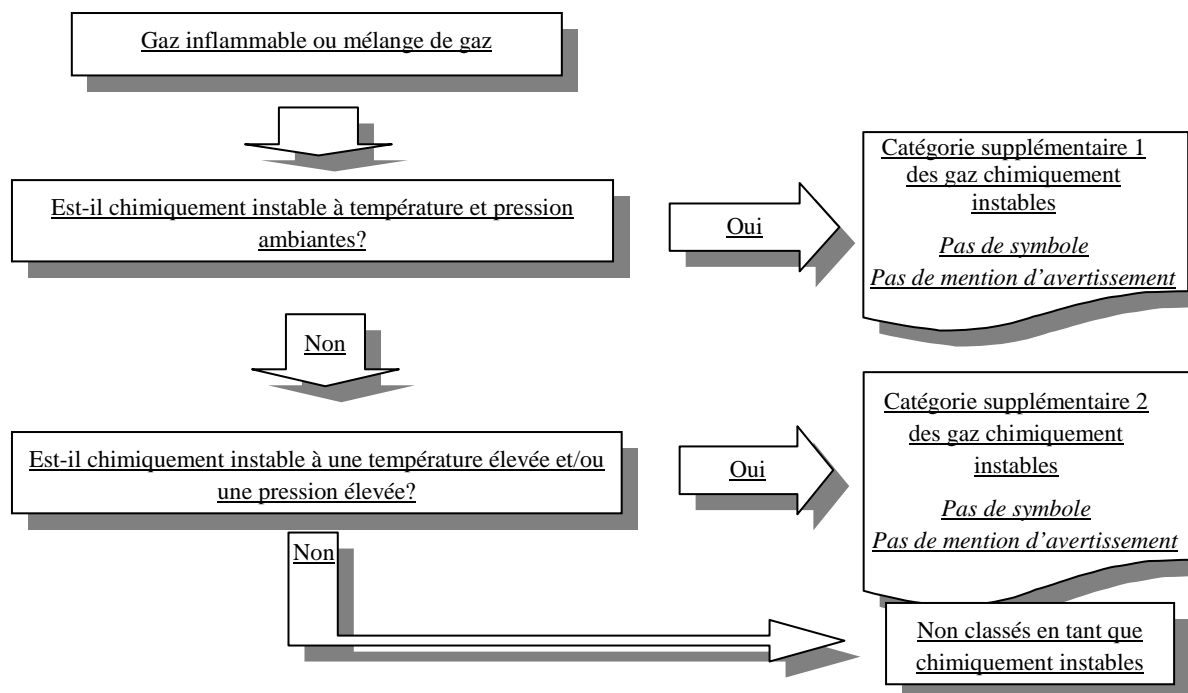 Gaz inflammable ou mélange de gaz
Est-il chimiquement instable à température et pression
ambiantes?
Oui
Catégorie supplémentaire 1
des gaz chimiquement
instables
Pas de symbole
Pas de mention d'avertissement
Non
Est-il chimiquement instable à une température élevée et/ou
une pression élevée?
Oui
Catégorie supplémentaire 2
des gaz chimiquement
instables
Pas de symbole
Pas de mention d'avertissement
Non
Non classés en tant que
chimiquement instables